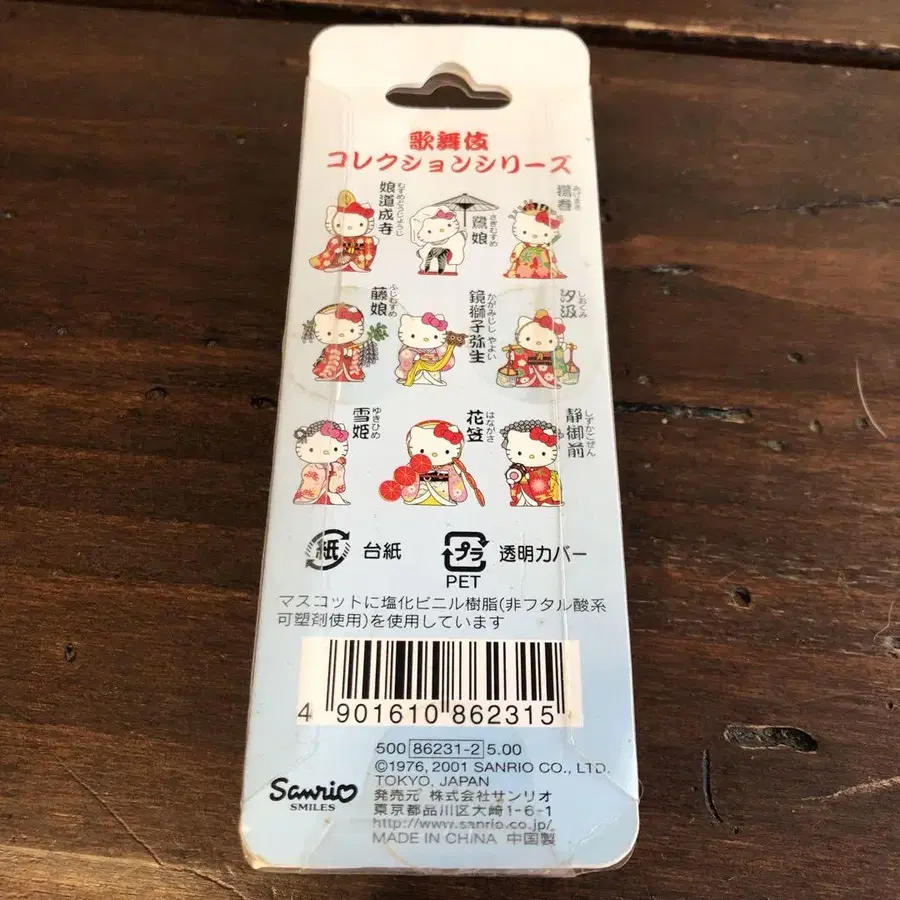 歌舞伎
コレクションシリーズ
娘道成寺
むすめどうじょうじ
鷺娘
さぎむすめ
揚巻
あげまき
藤娘
ふじむすめ
鏡獅子弥生
かがみじし やよい
汐汲
しおくみ
雪姫
ゆきひめ
花笠
はながさ
静御前
しずかごぜん
紙 台紙
プラ 透明カバー
PET
マスコットに塩化ビニル樹脂(非フタル酸系
可塑剤使用)を使用しています
4 901610 862315
500 86231-2 5.00
©1976, 2001 SANRIO CO., LTD.
TOKYO, JAPAN
Sanrio
SMILES
発売元 株式会社サンリオ
東京都品川区大崎1-6-1
http://www.sanrio.co.jp/
MADE IN CHINA 中国製